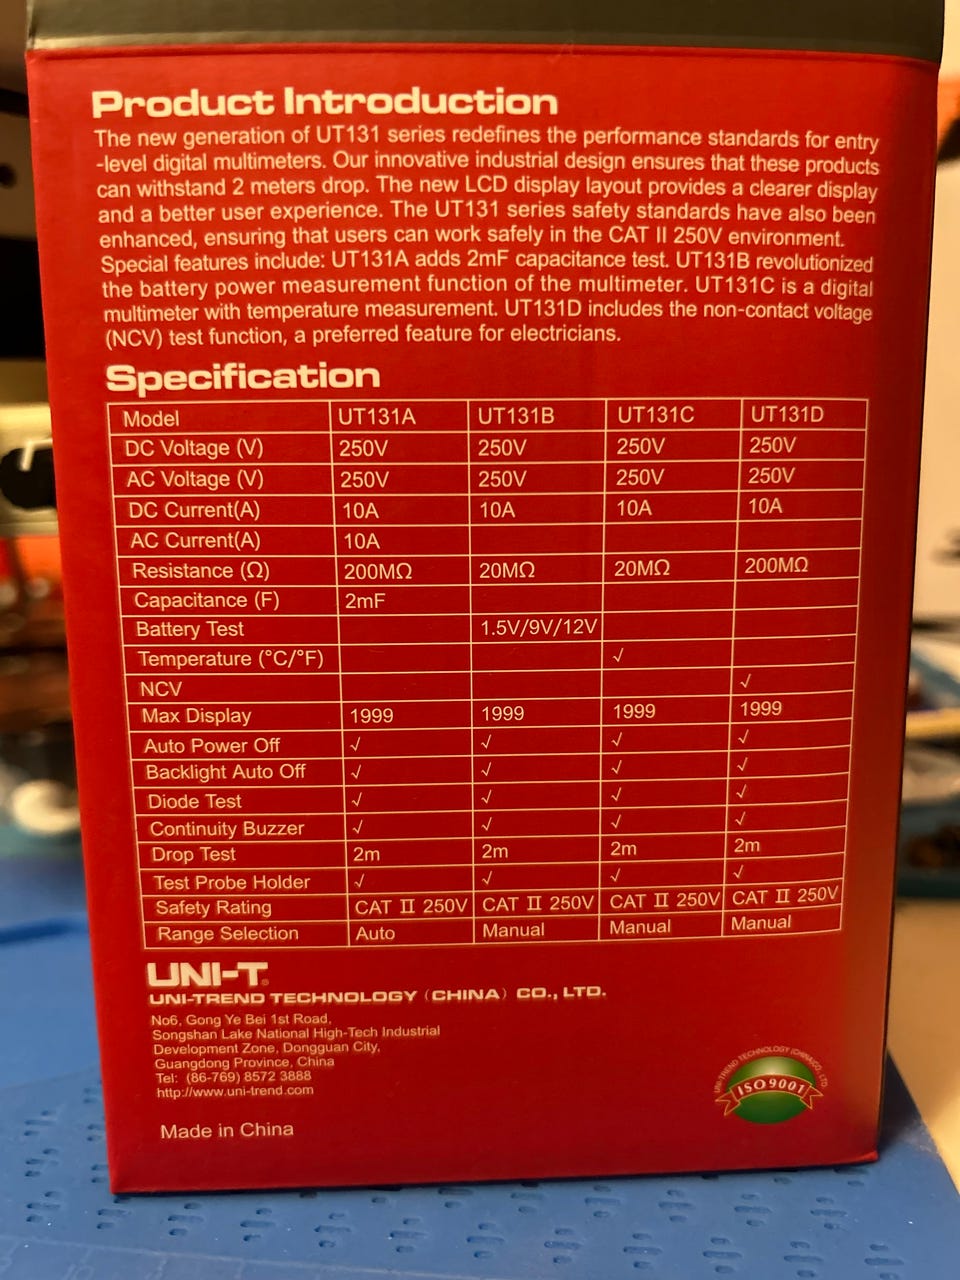 Product Introduction
The new generation of UT131 series redefines the performance standards for entry
-level digital multimeters. Our innovative industrial design ensures that these products
can withstand 2 meters drop. The new LCD display layout provides a clearer display
and a better user experience. The UT131 series safety standards have also been
enhanced, ensuring that users can work safely in the CAT II 250V environment.
Special features include: UT131A adds 2mF capacitance test. UT131B revolutionized
the battery power measurement function of the multimeter. UT131C is a digital
multimeter with temperature measurement. UT131D includes the non-contact voltage
(NCV) test function, a preferred feature for electricians.
Specification
Model UT131A UT131B UT131C UT131D
DC Voltage (V) 250V 250V 250V 250V
AC Voltage (V) 250V 250V 250V 250V
DC Current(A) 10A 10A 10A 10A
AC Current(A) 10A
Resistance (Ω) 200MΩ 20MΩ 20MΩ 200MΩ
Capacitance (F) 2mF
Battery Test 1.5V/9V/12V
Temperature (°C/°F) √
NCV √
Max Display 1999 1999 1999 1999
Auto Power Off √ √ √ √
Backlight Auto Off √ √ √ √
Diode Test √ √ √ √
Continuity Buzzer √ √ √ √
Drop Test 2m 2m 2m 2m
Test Probe Holder √ √ √ √
Safety Rating CAT II 250V CAT II 250V CAT II 250V CAT II 250V
Range Selection Auto Manual Manual Manual
UNI-T®
UNI-TREND TECHNOLOGY (CHINA) CO., LTD.
No6, Gong Ye Bei 1st Road,
Songshan Lake National High-Tech Industrial
Development Zone, Dongguan City,
Guangdong Province, China
Tel: (86-769) 8572 3888
http://www.uni-trend.com
Made in China
UNI-TREND TECHNOLOGY (CHINA) CO., LTD
ISO 9001